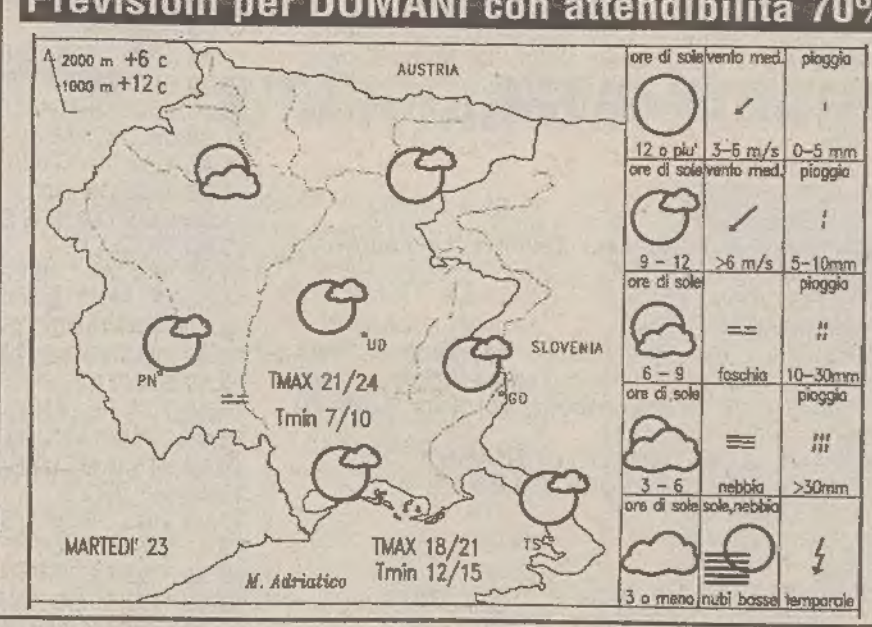 Previsioni per DOMANI con attendibilità 70%
2000 m +6 c
1000 m +12 c
AUSTRIA
SLOVENIA
UD
PN
GO
TMAX 21/24
Tmin 7/10
MARTEDI' 23
M. Adriatico
TMAX 18/21
Tmin 12/15
TS
ore di sole vento med. pioggia
12 o piu' 3-6 m/s 0-5 mm
ore di sole vento med. pioggia
9 - 12 >6 m/s 5-10mm
ore di sole pioggia
6 - 9 foschia 10-30mm
ore di sole pioggia
3 - 6 nebbia >30mm
ore di sole sole,nebbia
3 o meno nubi basse temporale